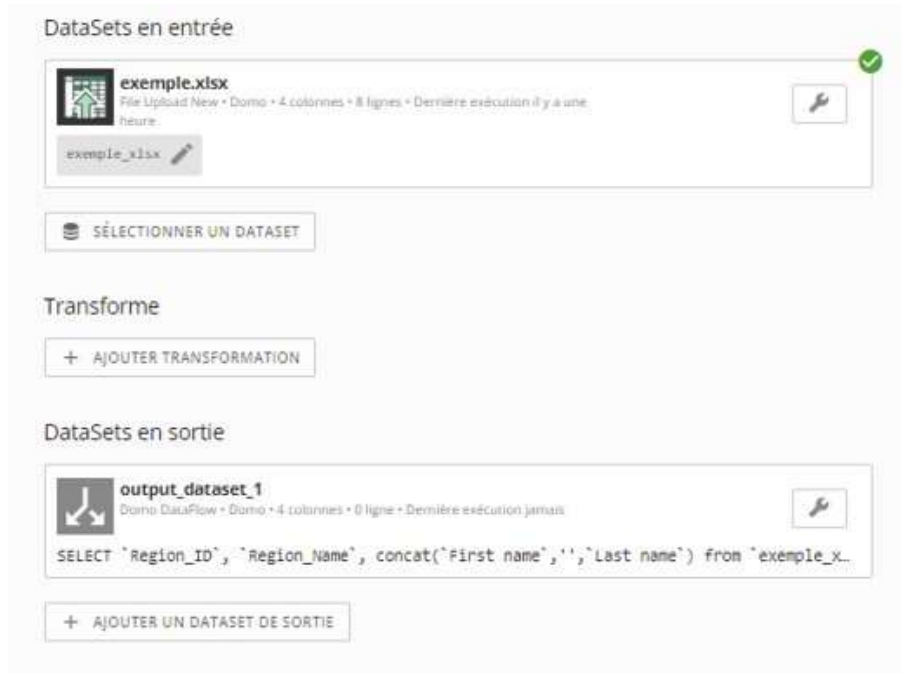 DataSets en entrée
exemple.xlsx
File Upload New • Domo • 4 colonnes • 8 lignes • Dernière exécution il y a une
heure
exemple_xlsx
SÉLECTIONNER UN DATASET
Transforme
+ AJOUTER TRANSFORMATION
DataSets en sortie
output_dataset_1
Domo DataFlow • Domo • 4 colonnes • 0 ligne • Dernière exécution jamais
SELECT `Region_ID`, `Region_Name`, concat(`First name`,'',`Last name`) from `exemple_x…
+ AJOUTER UN DATASET DE SORTIE